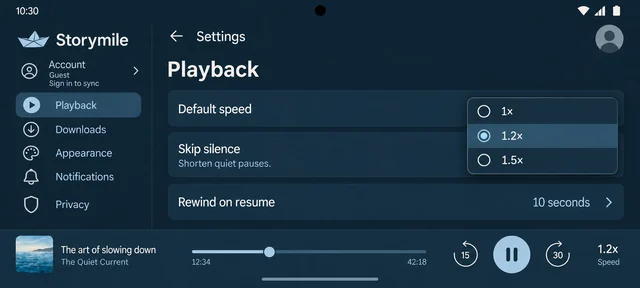 10:30
Storymile
Account
Guest
Sign in to sync
Playback
Downloads
Appearance
Notifications
Privacy
Settings
Playback
Default speed
1x
1.2x
1.5x
Skip silence
Shorten quiet pauses.
Rewind on resume
10 seconds
The art of slowing down
The Quiet Current
12:34
42:18
15
30
1.2x
Speed